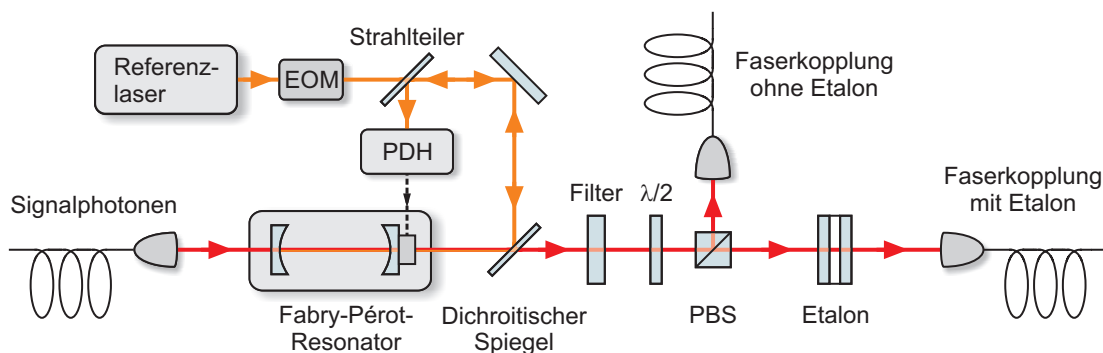 Strahlteiler
Referenz-
laser
EOM
PDH
Faserkopplung
ohne Etalon
Signalphotonen
Filter
λ/2
Faserkopplung
mit Etalon
Fabry-Pérot-
Resonator
Dichroitischer
Spiegel
PBS
Etalon